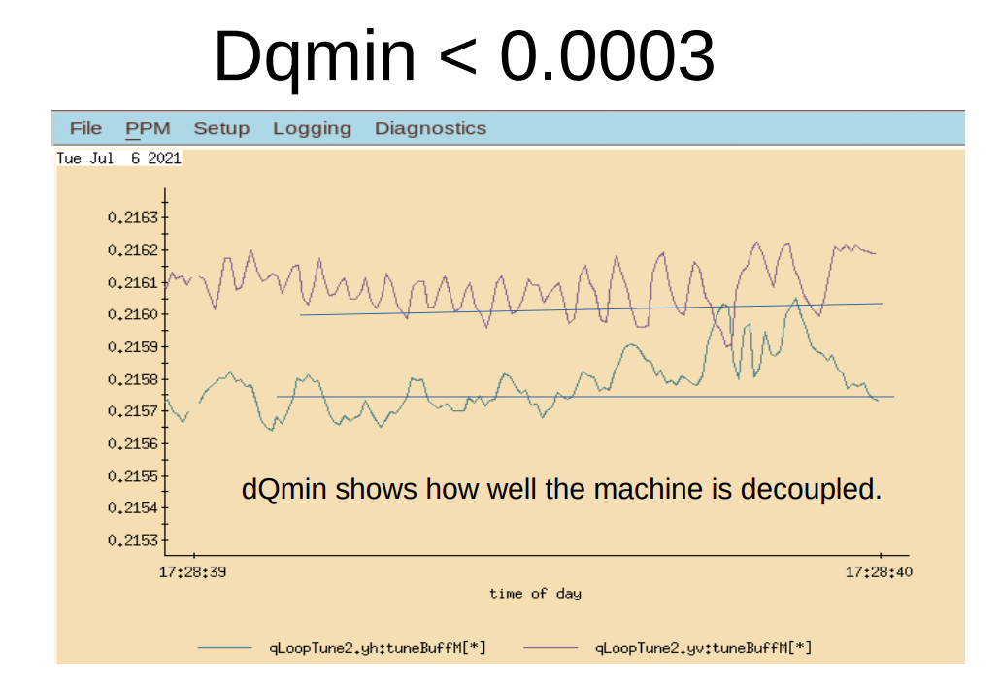 Dqmin < 0.0003
File PPM Setup Logging Diagnostics
Tue Jul 6 2021
0.2163
0.2162
0.2161
0.2160
0.2159
0.2158
0.2157
0.2156
0.2155
dQmin shows how well the machine is decoupled.
0.2154
0.2153
17:28:39 17:28:40
time of day
qLoopTune2.yh:tuneBuffM[*] qLoopTune2.yv:tuneBuffM[*]